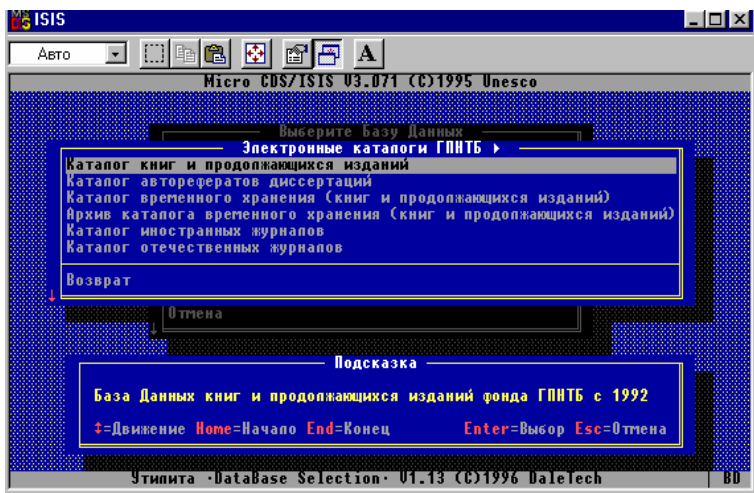 ISIS
Авто
A
Micro CDS/ISIS V3.071 (C)1995 Unesco
Выберите Базу Данных
Электронные каталоги ГПНТБ
Каталог книг и продолжающихся изданий
Каталог авторефератов диссертаций
Каталог временного хранения (книг и продолжающихся изданий)
Архив каталога временного хранения (книг и продолжающихся изданий)
Каталог иностранных журналов
Каталог отечественных журналов
Возврат
Отмена
Подсказка
База Данных книг и продолжающихся изданий фонда ГПНТБ с 1992
↕=Движение Home=Начало End=Конец Enter=Выбор Esc=Отмена
Утилита ·DataBase Selection· V1.13 (C)1996 DaleTech BD